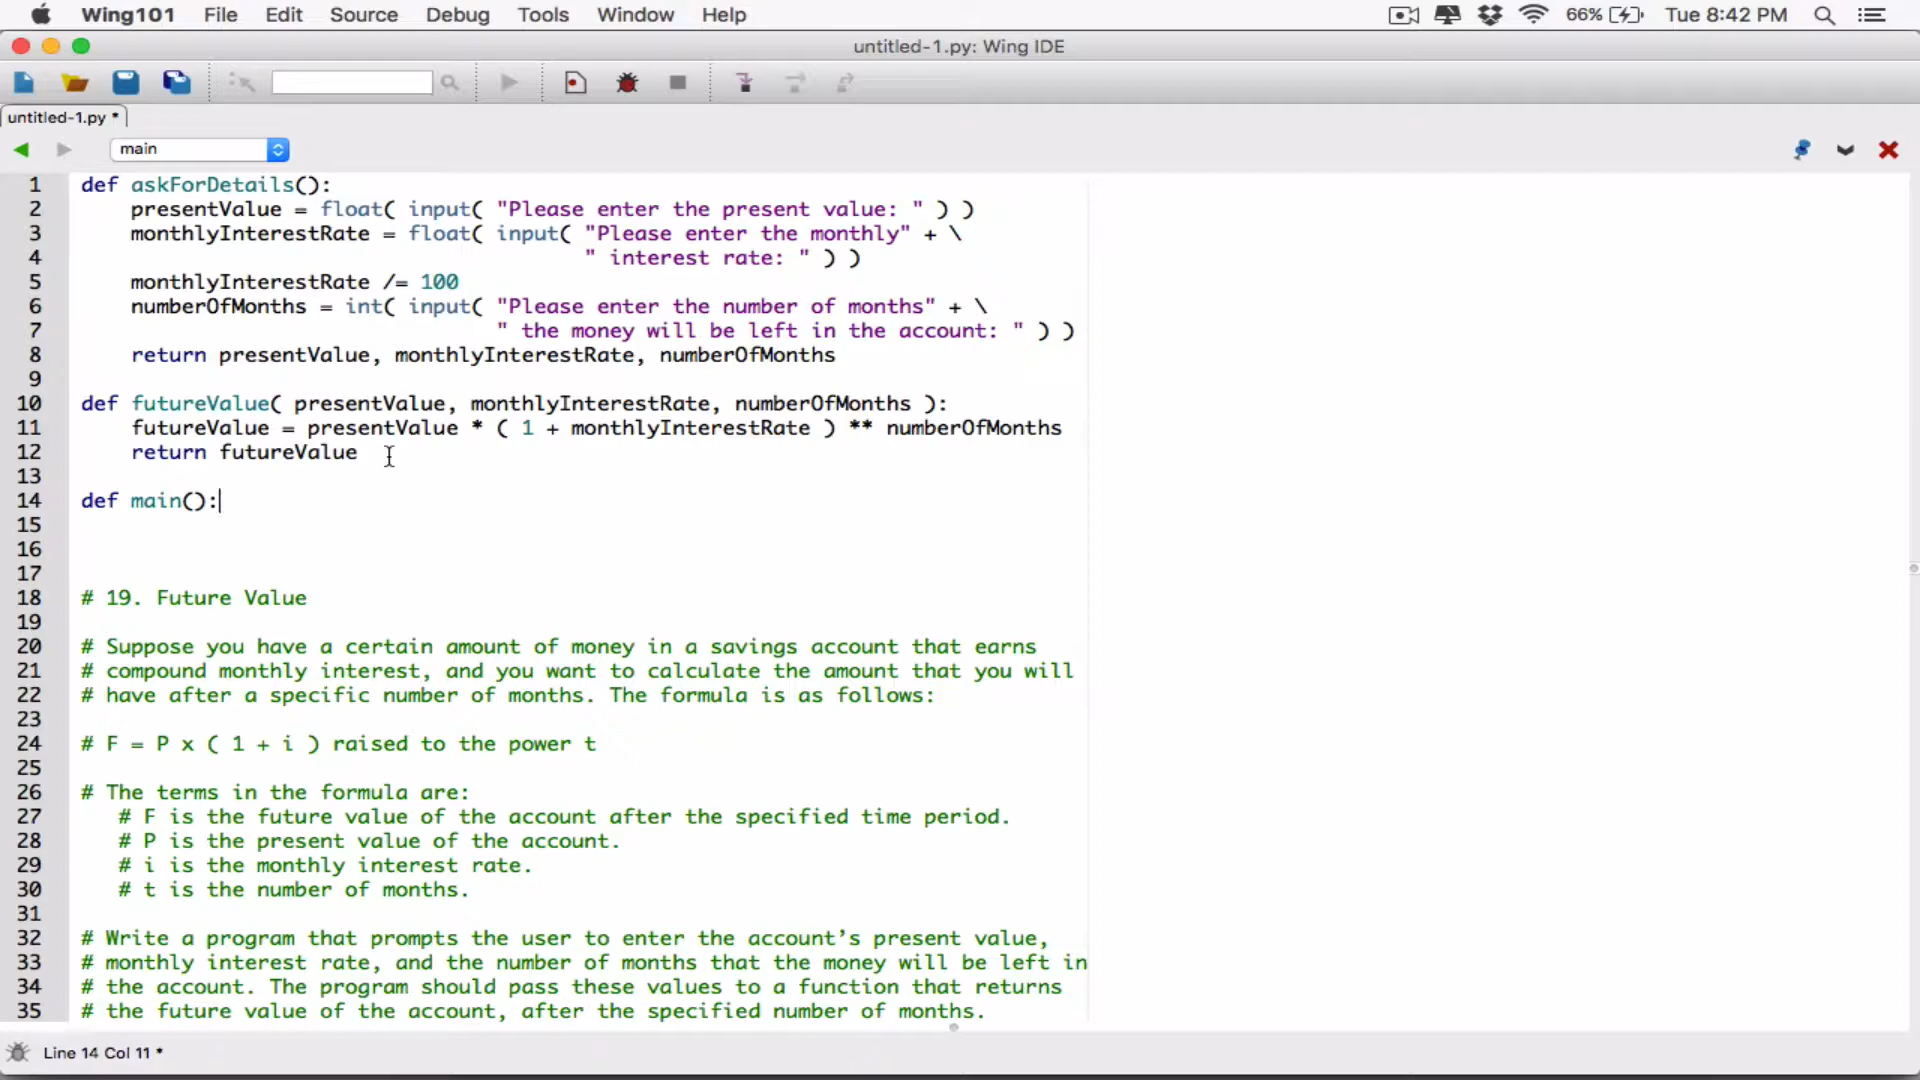 Wing101 File Edit Source Debug Tools Window Help 66% Tue 8:42 PM
untitled-1.py: Wing IDE
untitled-1.py *
main
1 def askForDetails():
2     presentValue = float( input( "Please enter the present value: " ) )
3     monthlyInterestRate = float( input( "Please enter the monthly" + \
4                                         " interest rate: " ) )
5     monthlyInterestRate /= 100
6     numberOfMonths = int( input( "Please enter the number of months" + \
7                                  " the money will be left in the account: " ) )
8     return presentValue, monthlyInterestRate, numberOfMonths
9
10 def futureValue( presentValue, monthlyInterestRate, numberOfMonths ):
11     futureValue = presentValue * ( 1 + monthlyInterestRate ) ** numberOfMonths
12     return futureValue
13
14 def main():
15
16
17
18 # 19. Future Value
19
20 # Suppose you have a certain amount of money in a savings account that earns
21 # compound monthly interest, and you want to calculate the amount that you will
22 # have after a specific number of months. The formula is as follows:
23
24 # F = P x ( 1 + i ) raised to the power t
25
26 # The terms in the formula are:
27    # F is the future value of the account after the specified time period.
28    # P is the present value of the account.
29    # i is the monthly interest rate.
30    # t is the number of months.
31
32 # Write a program that prompts the user to enter the account’s present value,
33 # monthly interest rate, and the number of months that the money will be left in
34 # the account. The program should pass these values to a function that returns
35 # the future value of the account, after the specified number of months.
Line 14 Col 11 *